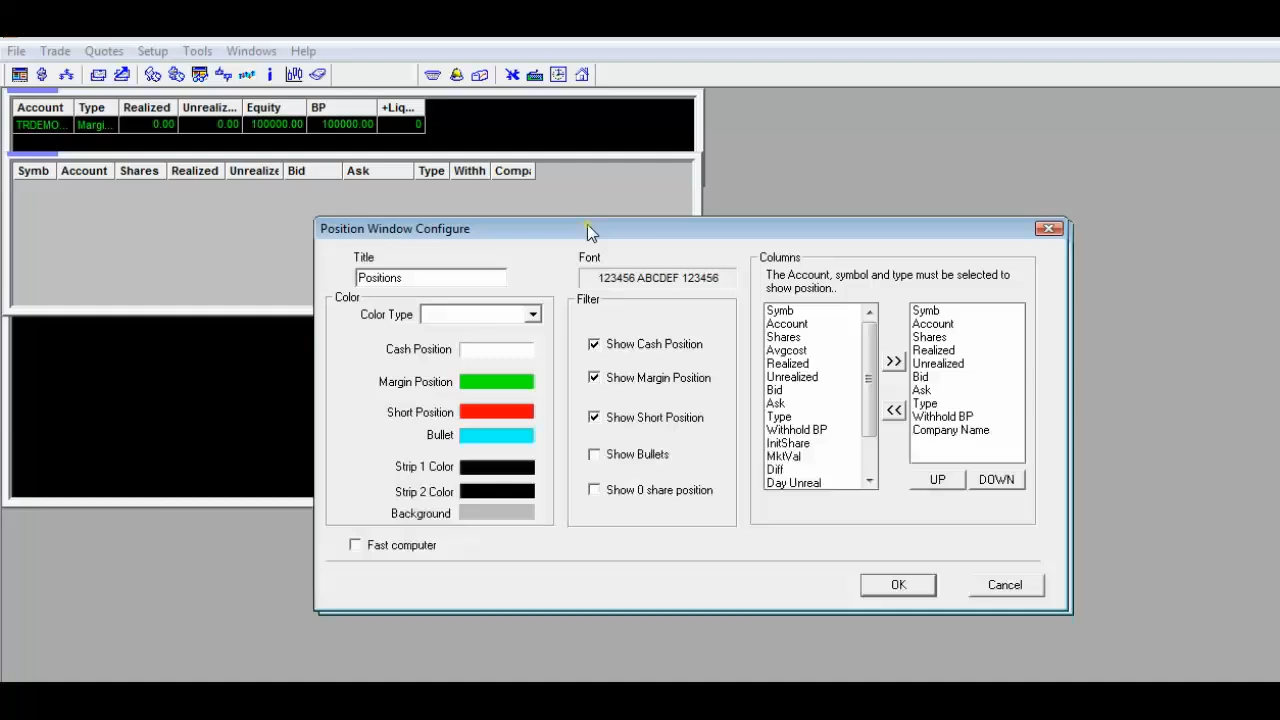 File Trade Quotes Setup Tools Windows Help
Account Type Realized Unrealiz... Equity BP +Liq...
TRDEMO... Margi... 0.00 0.00 100000.00 100000.00 0
Symb Account Shares Realized Unrealize Bid Ask Type Withh Compa
Position Window Configure
Title
Positions
Font
123456 ABCDEF 123456
Color
Color Type
Cash Position
Margin Position
Short Position
Bullet
Strip 1 Color
Strip 2 Color
Background
Fast computer
Filter
Show Cash Position
Show Margin Position
Show Short Position
Show Bullets
Show 0 share position
Columns
The Account, symbol and type must be selected to
show position..
Symb
Account
Shares
Avgcost
Realized
Unrealized
Bid
Ask
Type
Withhold BP
InitShare
MktVal
Diff
Day Unreal
>>
<<
Symb
Account
Shares
Realized
Unrealized
Bid
Ask
Type
Withhold BP
Company Name
UP DOWN
OK Cancel